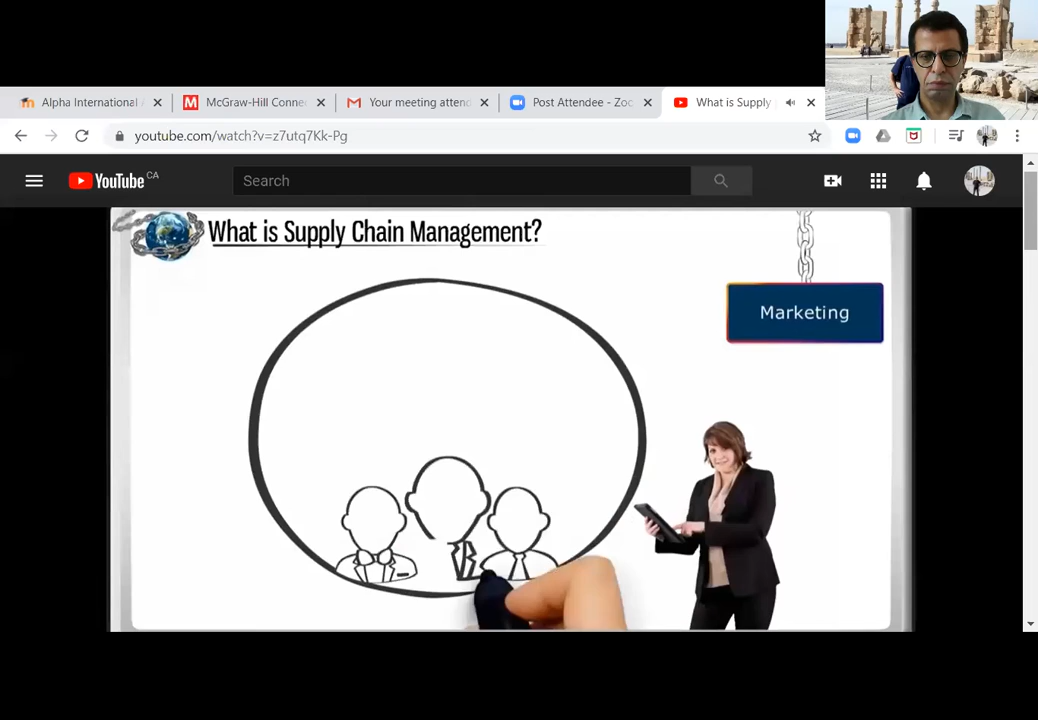 Alpha International A
McGraw-Hill Conne
Your meeting attend
Post Attendee - Zoo
What is Supply
youtube.com/watch?v=z7utq7Kk-Pg
YouTube CA
Search
What is Supply Chain Management?
Marketing